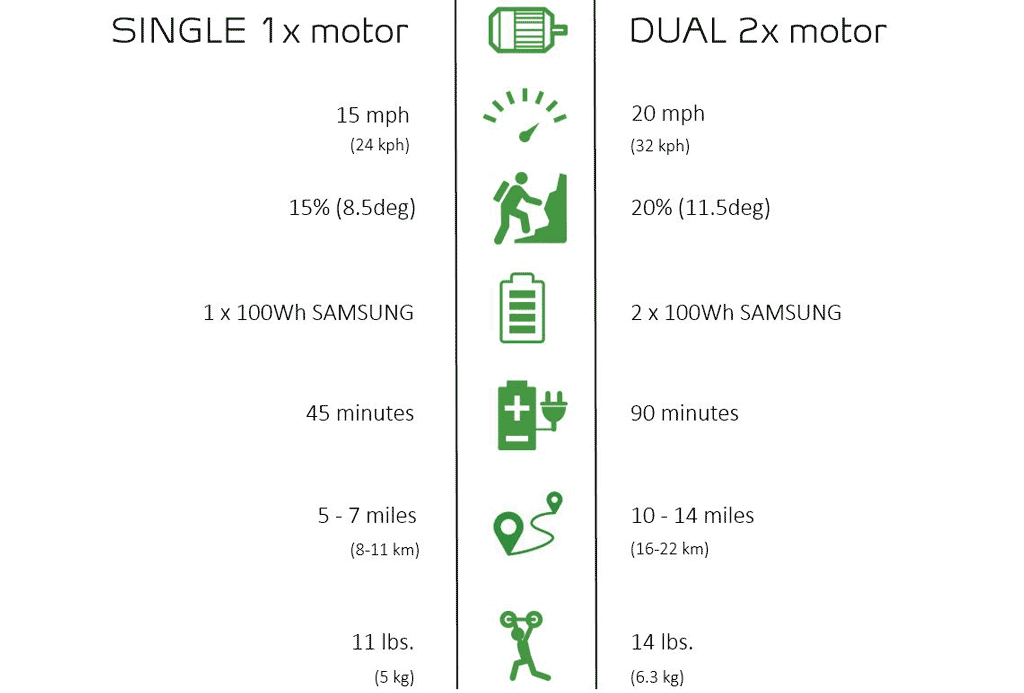 SINGLE 1x motor
DUAL 2x motor
15 mph
(24 kph)
20 mph
(32 kph)
15% (8.5deg)
20% (11.5deg)
1 x 100Wh SAMSUNG
2 x 100Wh SAMSUNG
45 minutes
90 minutes
5 - 7 miles
(8-11 km)
10 - 14 miles
(16-22 km)
11 lbs.
(5 kg)
14 lbs.
(6.3 kg)